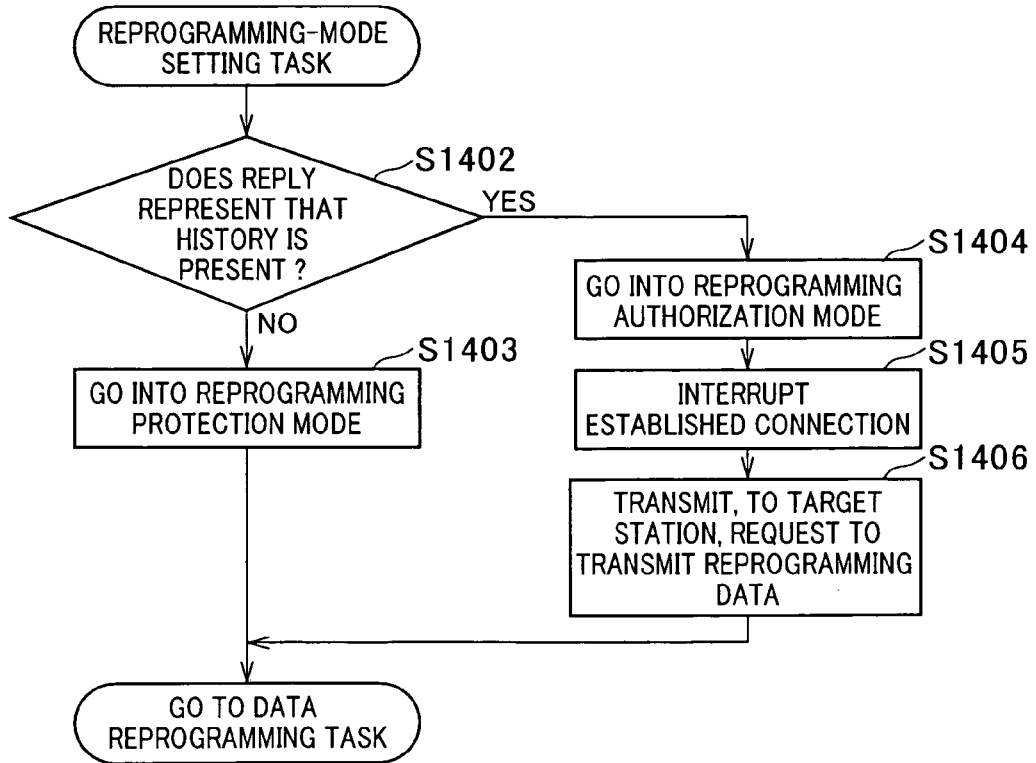 REPROGRAMMING-MODE
SETTING TASK
S1402
DOES REPLY
REPRESENT THAT
HISTORY IS
PRESENT ?
YES
NO
S1404
GO INTO REPROGRAMMING
AUTHORIZATION MODE
S1403
GO INTO REPROGRAMMING
PROTECTION MODE
S1405
INTERRUPT
ESTABLISHED CONNECTION
S1406
TRANSMIT, TO TARGET
STATION, REQUEST TO
TRANSMIT REPROGRAMMING
DATA
GO TO DATA
REPROGRAMMING TASK